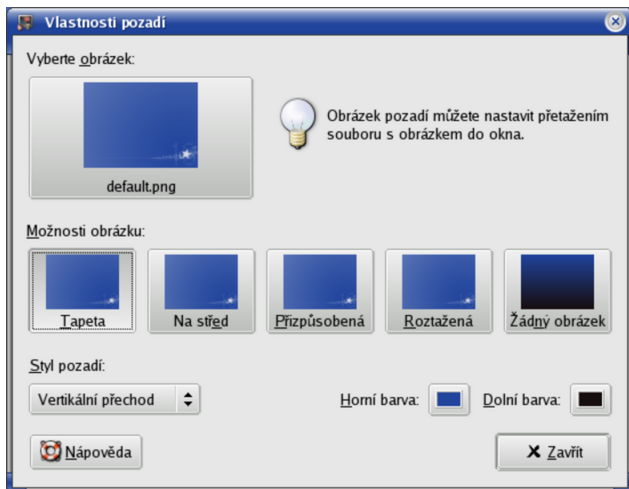 Vlastnosti pozadí
Vyberte obrázek:
default.png
Obrázek pozadí můžete nastavit přetažením
souboru s obrázkem do okna.
Možnosti obrázku:
Tapeta
Na střed
Přizpůsobená
Roztažená
Žádný obrázek
Styl pozadí:
Vertikální přechod
Horní barva:
Dolní barva:
Nápověda
Zavřít